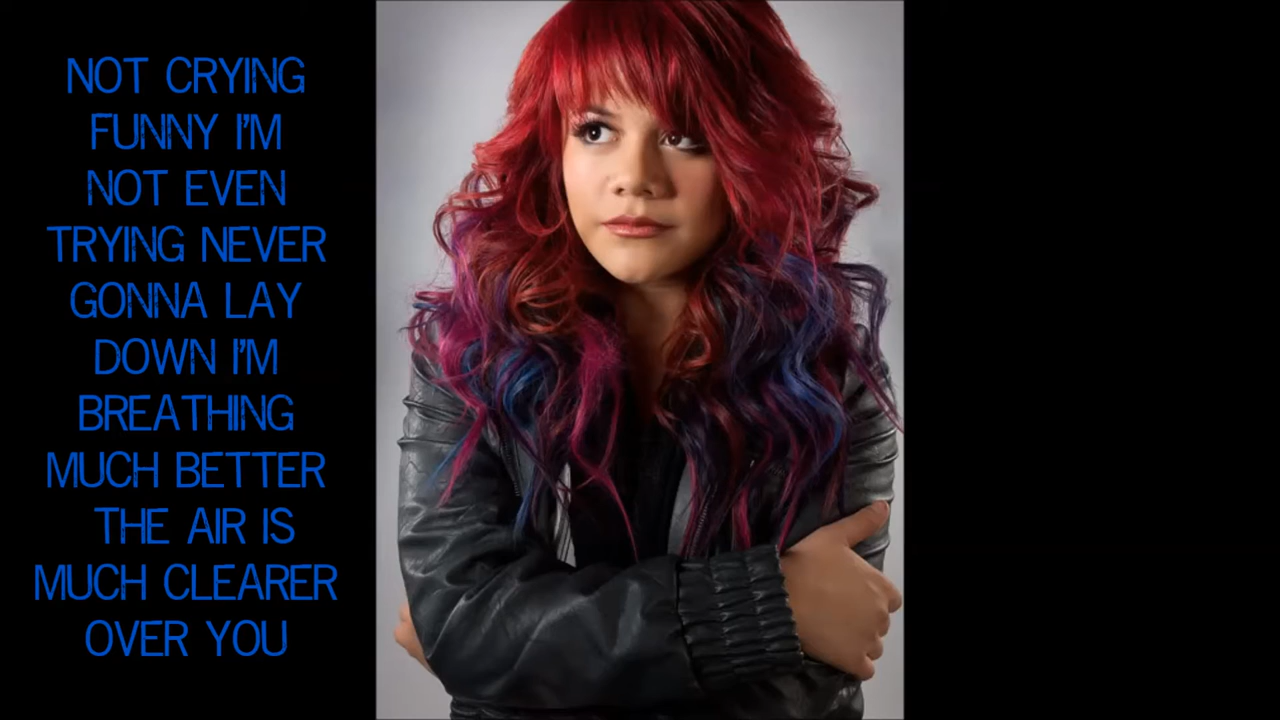 NOT CRYING
FUNNY I'M
NOT EVEN
TRYING NEVER
GONNA LAY
DOWN I'M
BREATHING
MUCH BETTER
THE AIR IS
MUCH CLEARER
OVER YOU